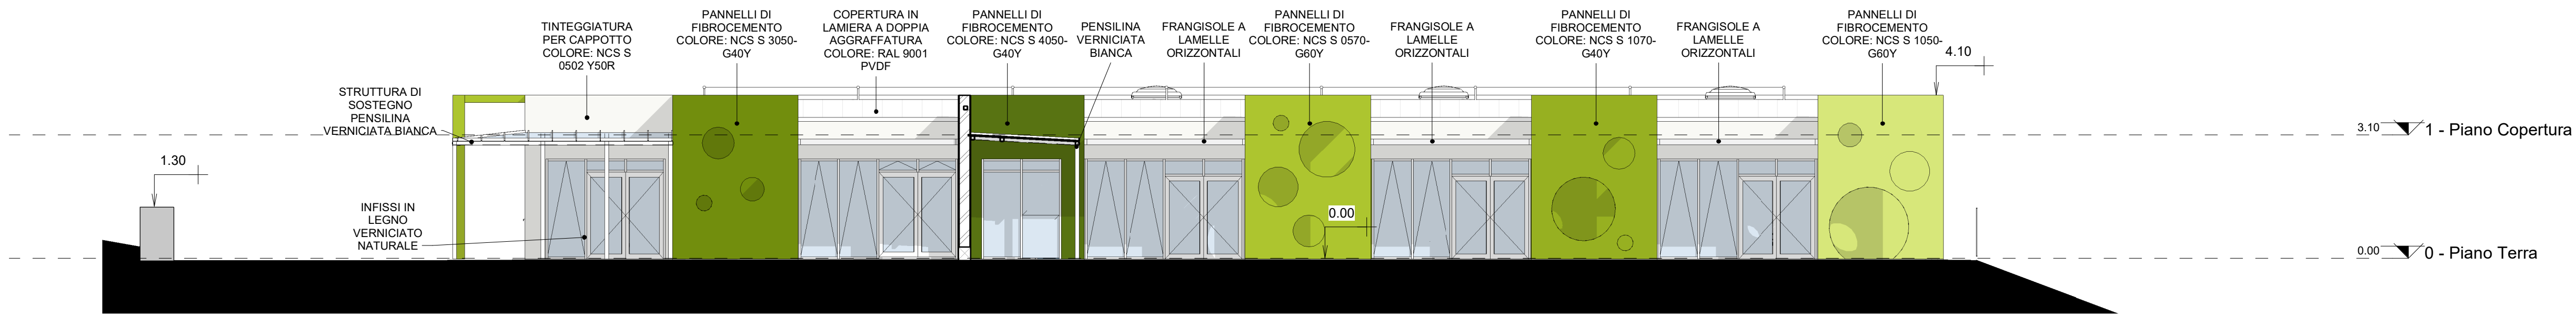 TINTEGGIATURA
PER CAPPOTTO
COLORE: NCS S
0502 Y50R
PANNELLI DI
FIBROCEMENTO
COLORE: NCS S 3050-
G40Y
COPERTURA IN
LAMIERA A DOPPIA
AGGRAFFATURA
COLORE: RAL 9001
PVDF
PANNELLI DI
FIBROCEMENTO
COLORE: NCS S 4050-
G40Y
PENSILINA
VERNICIATA
BIANCA
FRANGISOLE A
LAMELLE
ORIZZONTALI
PANNELLI DI
FIBROCEMENTO
COLORE: NCS S 0570-
G60Y
FRANGISOLE A
LAMELLE
ORIZZONTALI
PANNELLI DI
FIBROCEMENTO
COLORE: NCS S 1070-
G40Y
FRANGISOLE A
LAMELLE
ORIZZONTALI
PANNELLI DI
FIBROCEMENTO
COLORE: NCS S 1050-
G60Y
4.10
STRUTTURA DI
SOSTEGNO
PENSILINA
VERNICIATA BIANCA
3.10
1 - Piano Copertura
1.30
INFISSI IN
LEGNO
VERNICIATO
NATURALE
0.00
0.00
0 - Piano Terra